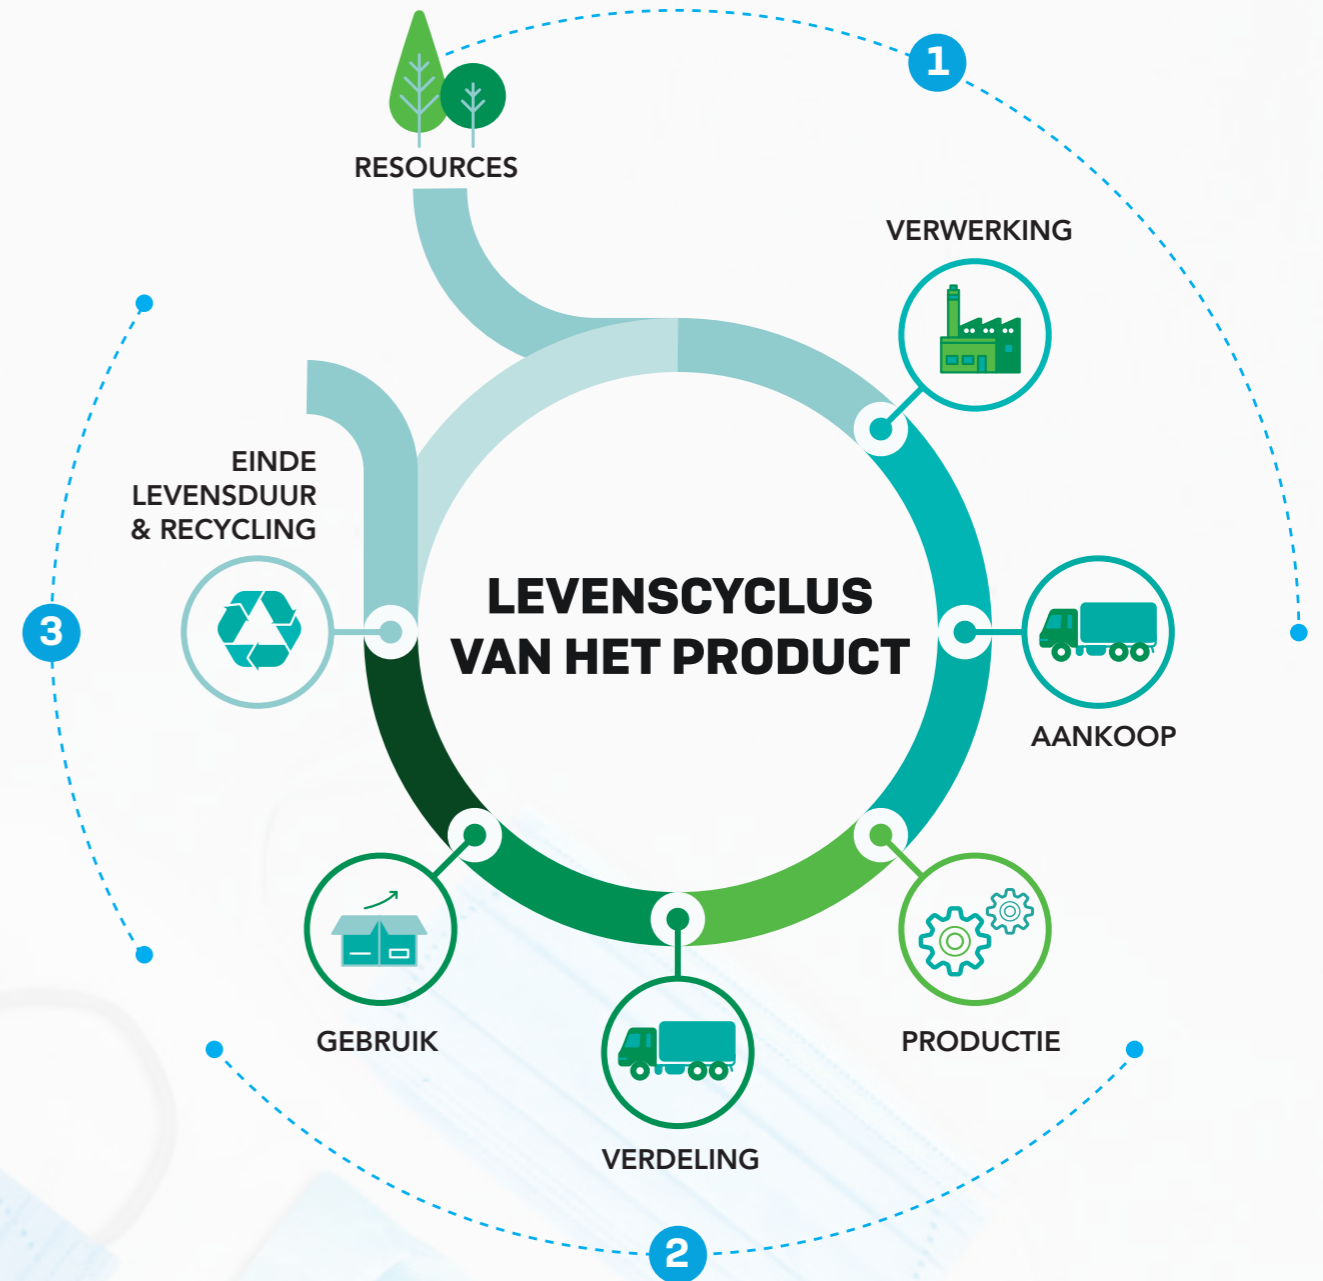 1
RESOURCES
VERWERKING
EINDE
LEVENSDUUR
& RECYCLING
LEVENSCYCLUS
VAN HET PRODUCT
3
AANKOOP
GEBRUIK
PRODUCTIE
VERDELING
2